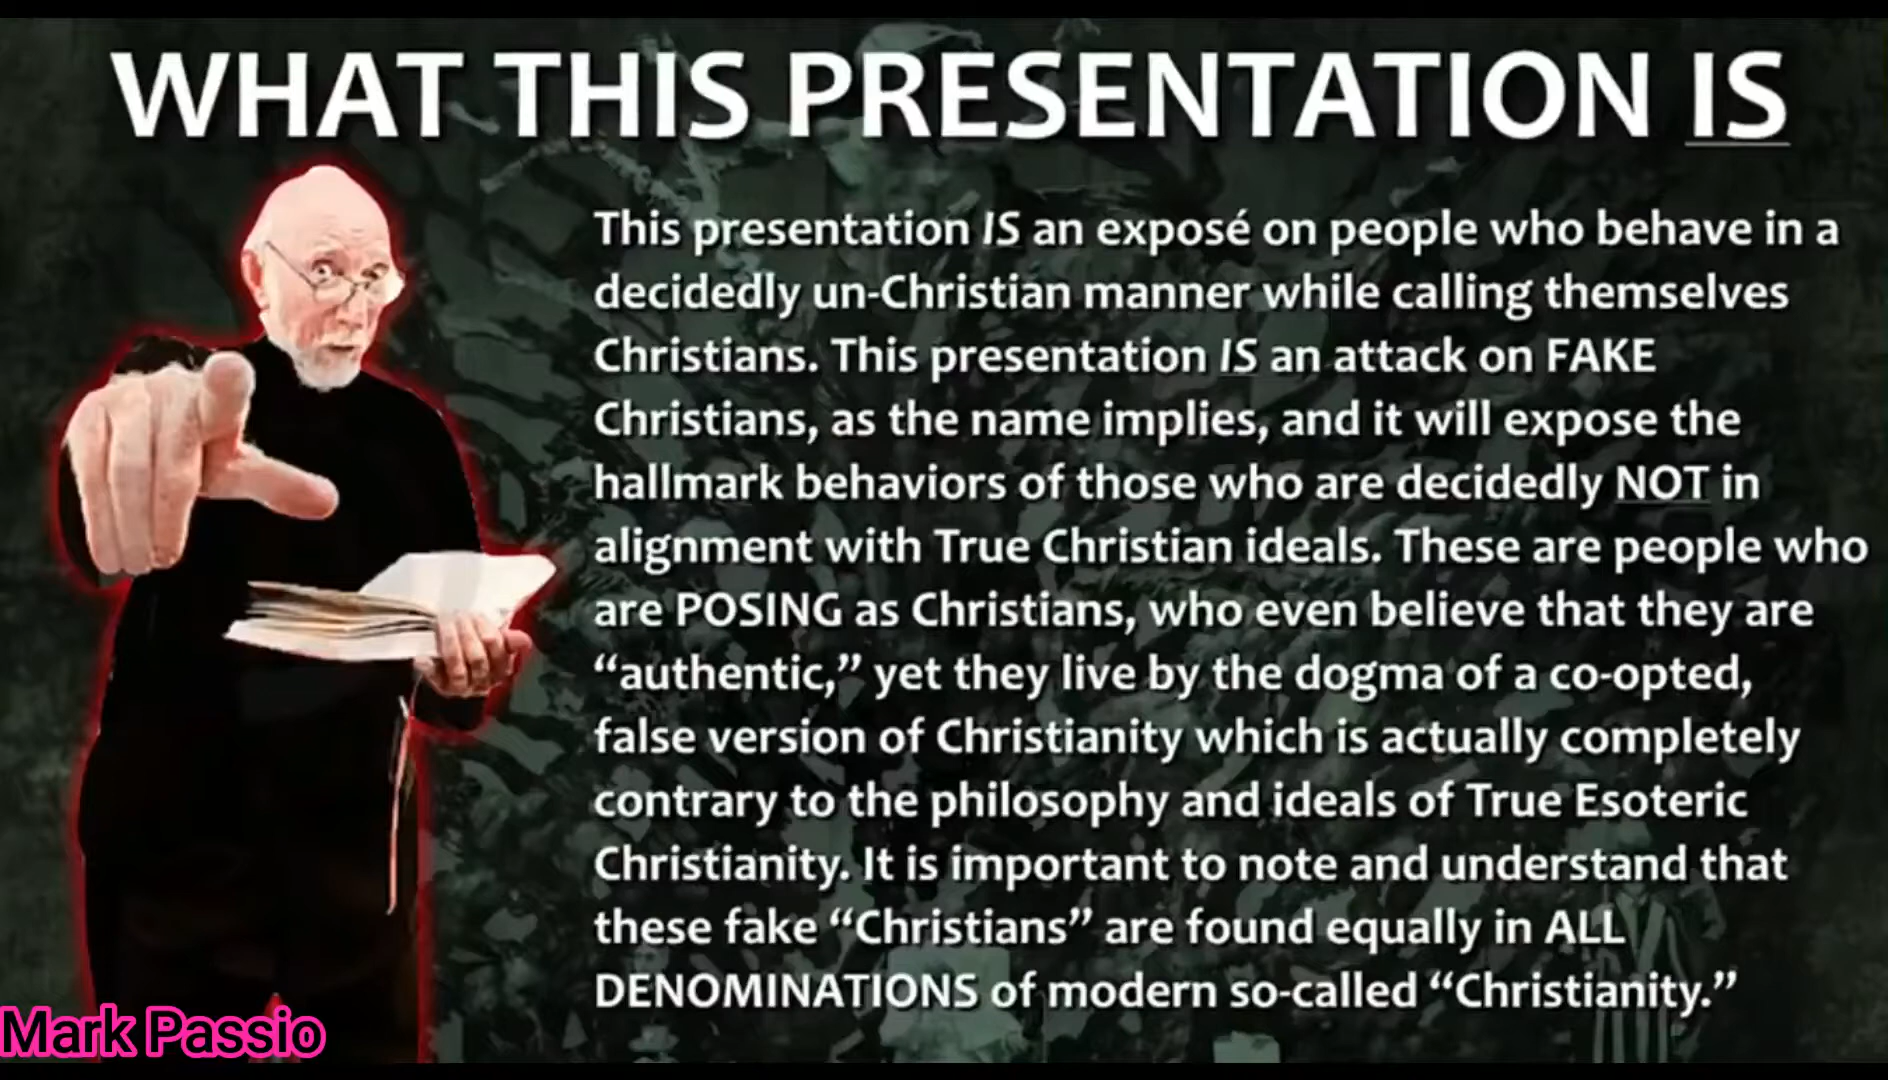 WHAT THIS PRESENTATION IS
This presentation IS an exposé on people who behave in a
decidedly un-Christian manner while calling themselves
Christians. This presentation IS an attack on FAKE
Christians, as the name implies, and it will expose the
hallmark behaviors of those who are decidedly NOT in
alignment with True Christian ideals. These are people who
are POSING as Christians, who even believe that they are
“authentic,” yet they live by the dogma of a co-opted,
false version of Christianity which is actually completely
contrary to the philosophy and ideals of True Esoteric
Christianity. It is important to note and understand that
these fake “Christians” are found equally in ALL
DENOMINATIONS of modern so-called “Christianity.”
Mark Passio